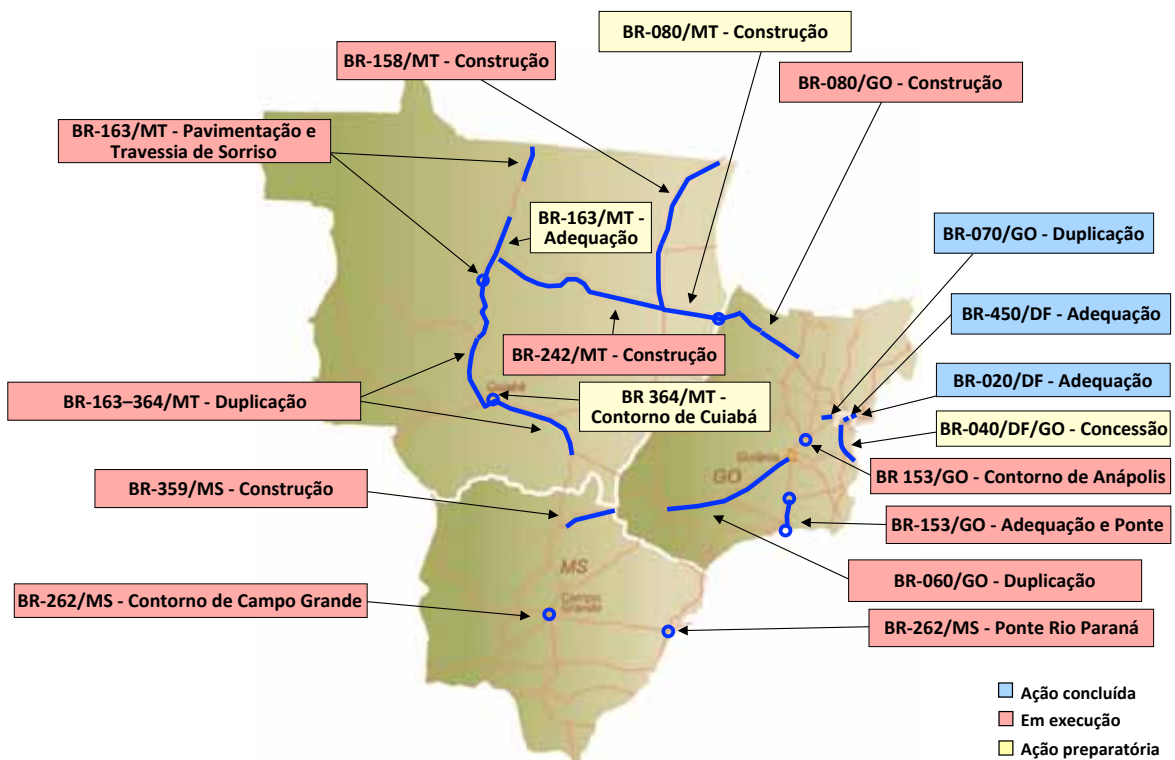 BR-080/MT - Construção
BR-158/MT - Construção
BR-080/GO - Construção
BR-163/MT - Pavimentação e
Travessia de Sorriso
BR-163/MT -
Adequação
BR-070/GO - Duplicação
BR-450/DF - Adequação
BR-242/MT - Construção
BR-020/DF - Adequação
Cuiabá
BR-163–364/MT - Duplicação
BR 364/MT -
Contorno de Cuiabá
BR-040/DF/GO - Concessão
Goiânia
GO
BR 153/GO - Contorno de Anápolis
BR-359/MS - Construção
BR-153/GO - Adequação e Ponte
MS
BR-060/GO - Duplicação
Campo
Grande
BR-262/MS - Contorno de Campo Grande
BR-262/MS - Ponte Rio Paraná
Ação concluída
Em execução
Ação preparatória